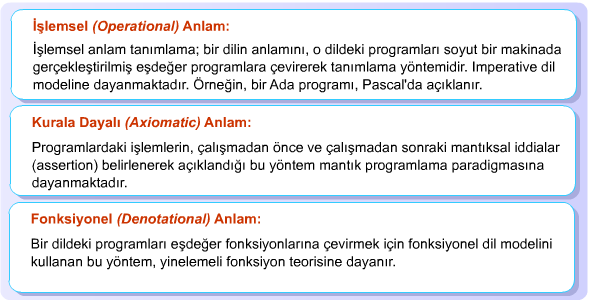 İşlemsel (Operational) Anlam:
İşlemsel anlam tanımlama; bir dilin anlamını, o dildeki programları soyut bir makinada
gerçekleştirilmiş eşdeğer programlara çevirerek tanımlama yöntemidir. Imperative dil
modeline dayanmaktadır. Örneğin, bir Ada programı, Pascal'da açıklanır.
Kurala Dayalı (Axiomatic) Anlam:
Programlardaki işlemlerin, çalışmadan önce ve çalışmadan sonraki mantıksal iddialar
(assertion) belirlenerek açıklandığı bu yöntem mantık programlama paradigmasına
dayanmaktadır.
Fonksiyonel (Denotational) Anlam:
Bir dildeki programları eşdeğer fonksiyonlarına çevirmek için fonksiyonel dil modelini
kullanan bu yöntem, yinelemeli fonksiyon teorisine dayanır.